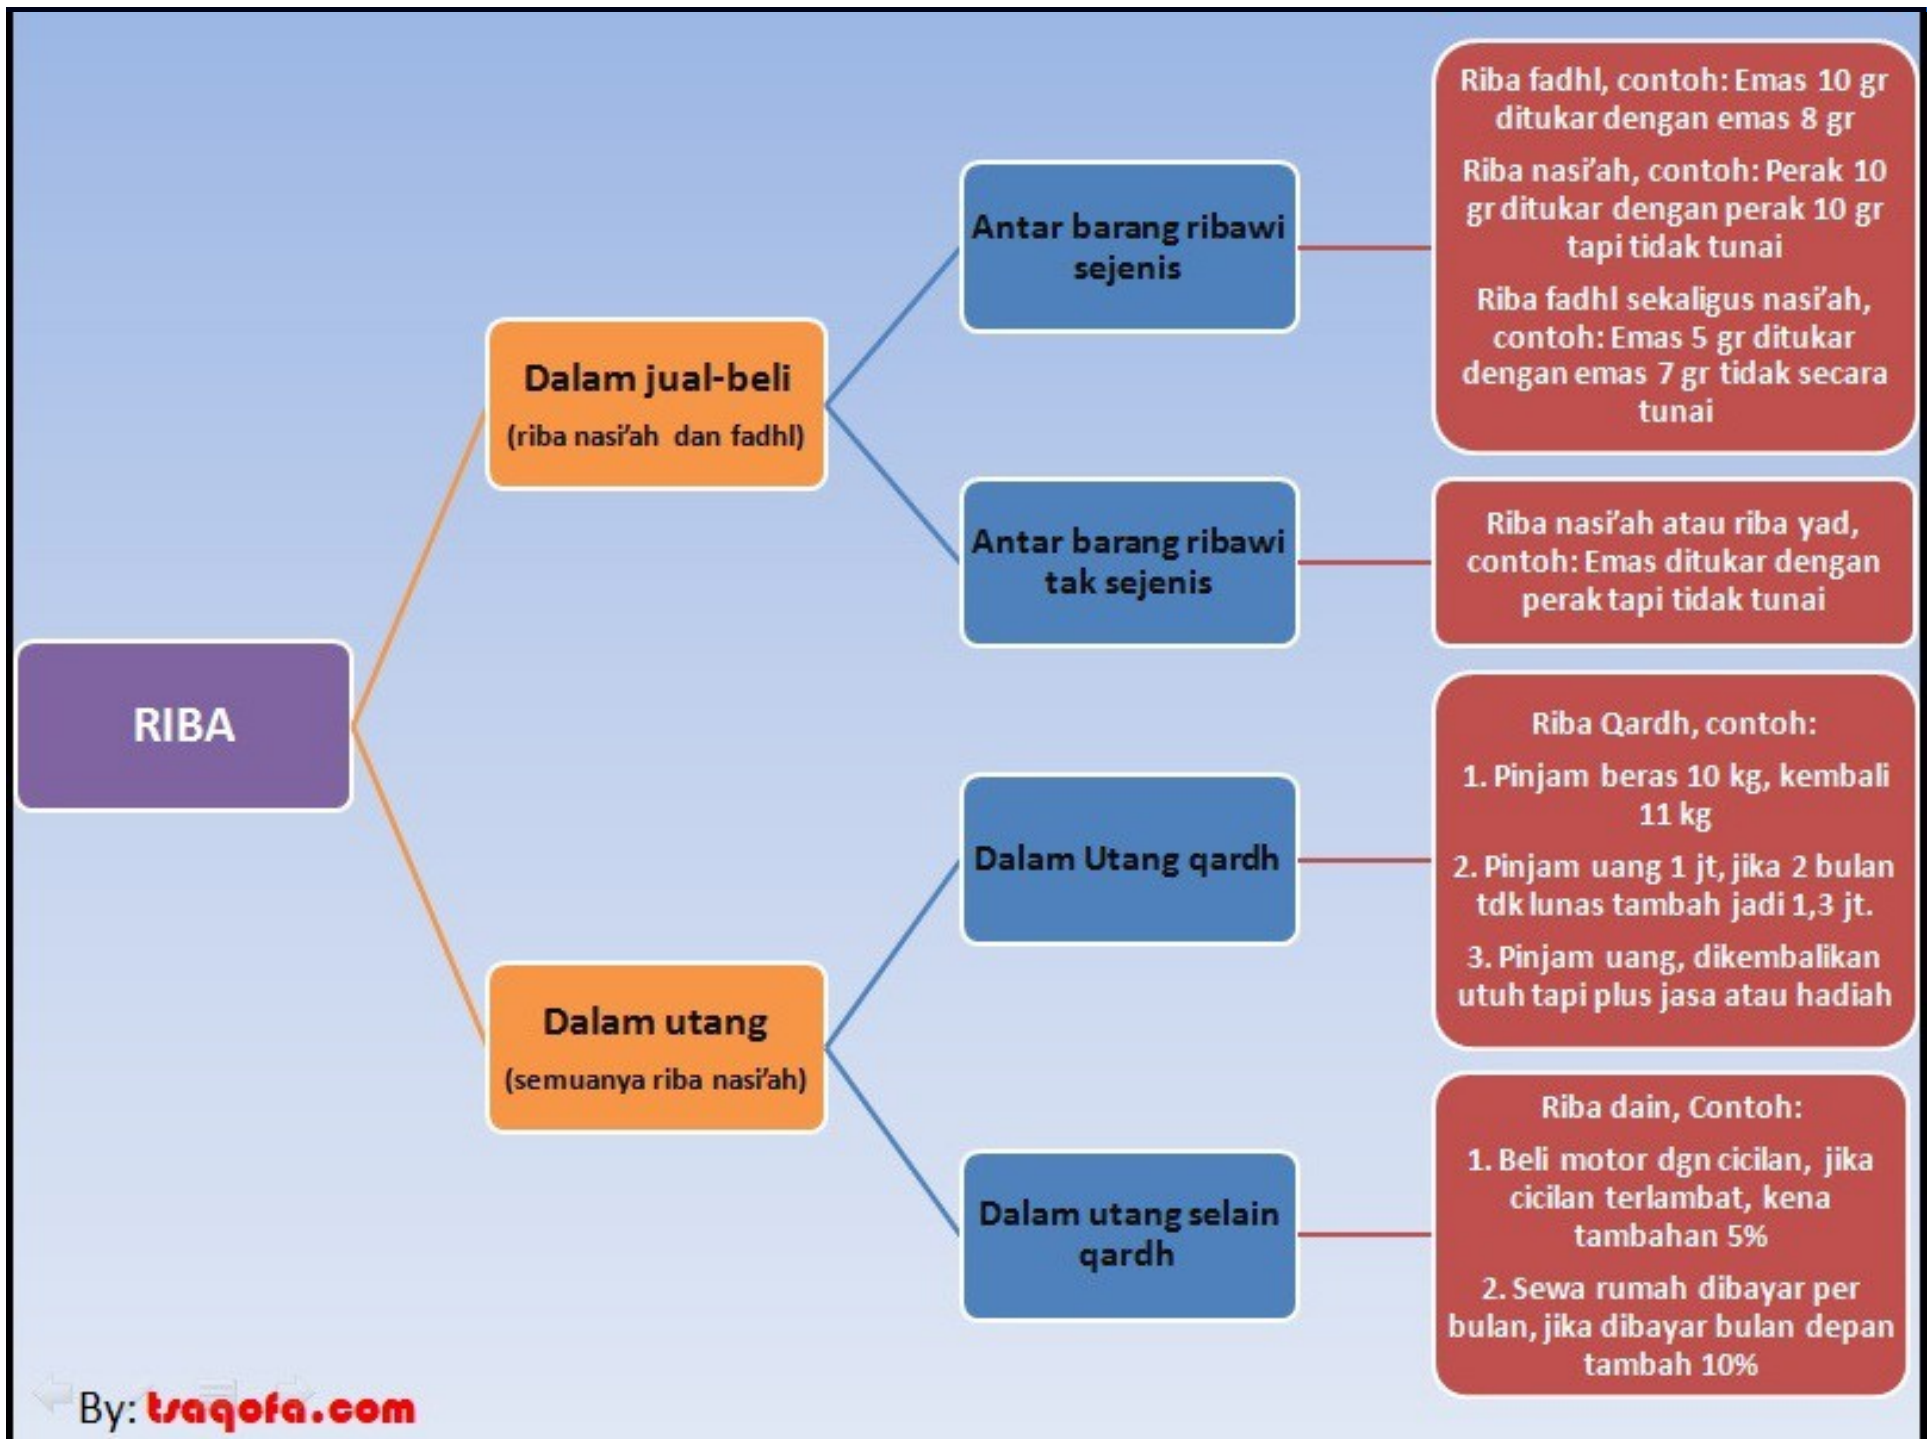 RIBA
Dalam jual-beli
(riba nasi'ah dan fadhl)
Antar barang ribawi
sejenis
Riba fadhl, contoh: Emas 10 gr
ditukar dengan emas 8 gr
Riba nasi'ah, contoh: Perak 10
gr ditukar dengan perak 10 gr
tapi tidak tunai
Riba fadhl sekaligus nasi'ah,
contoh: Emas 5 gr ditukar
dengan emas 7 gr tidak secara
tunai
Antar barang ribawi
tak sejenis
Riba nasi'ah atau riba yad,
contoh: Emas ditukar dengan
perak tapi tidak tunai
Dalam utang
(semuanya riba nasi'ah)
Dalam Utang qardh
Riba Qardh, contoh:
1. Pinjam beras 10 kg, kembali
11 kg
2. Pinjam uang 1 jt, jika 2 bulan
tdk lunas tambah jadi 1,3 jt.
3. Pinjam uang, dikembalikan
utuh tapi plus jasa atau hadiah
Dalam utang selain
qardh
Riba dain, Contoh:
1. Beli motor dgn cicilan, jika
cicilan terlambat, kena
tambahan 5%
2. Sewa rumah dibayar per
bulan, jika dibayar bulan depan
tambah 10%
By: tsaqofa.com